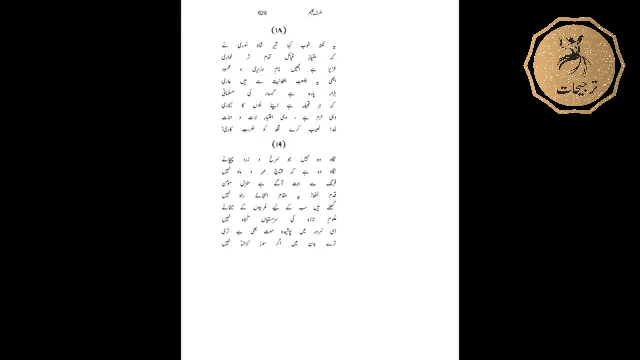 ضربِ کلیم 629
(۱۸)
یہ نکتہ خوب کہا شیر شاہ سوری نے
کہ امتیازِ قبائل تمام تر خواری
عزیز ہے انھیں نامِ وزیری و محسود
ابھی یہ خلعتِ افغانیت سے ہیں عاری
ہزار پارہ ہے کہسار کی مسلمانی
کہ ہر قبیلہ ہے اپنے بتوں کا زناری
وہی حرم ہے، وہی اعتبارِ لات و منات
خدا نصیب کرے تجھ کو ضربتِ کاری!
(۱۹)
نگاہ وہ نہیں جو سرخ و زرد پہچانے
نگاہ وہ ہے کہ محتاجِ مہر و ماہ نہیں
فرنگ سے بہت آگے ہے منزلِ مومن
قدم اٹھا! یہ مقام انتہائے راہ نہیں
کھلے ہیں سب کے لیے غربیوں کے میخانے
علومِ تازہ کی سرمستیاں گناہ نہیں
اسی سرور میں پوشیدہ موت بھی ہے تری
ترے بدن میں اگر سوزِ لاالہ نہیں
ترجیحات